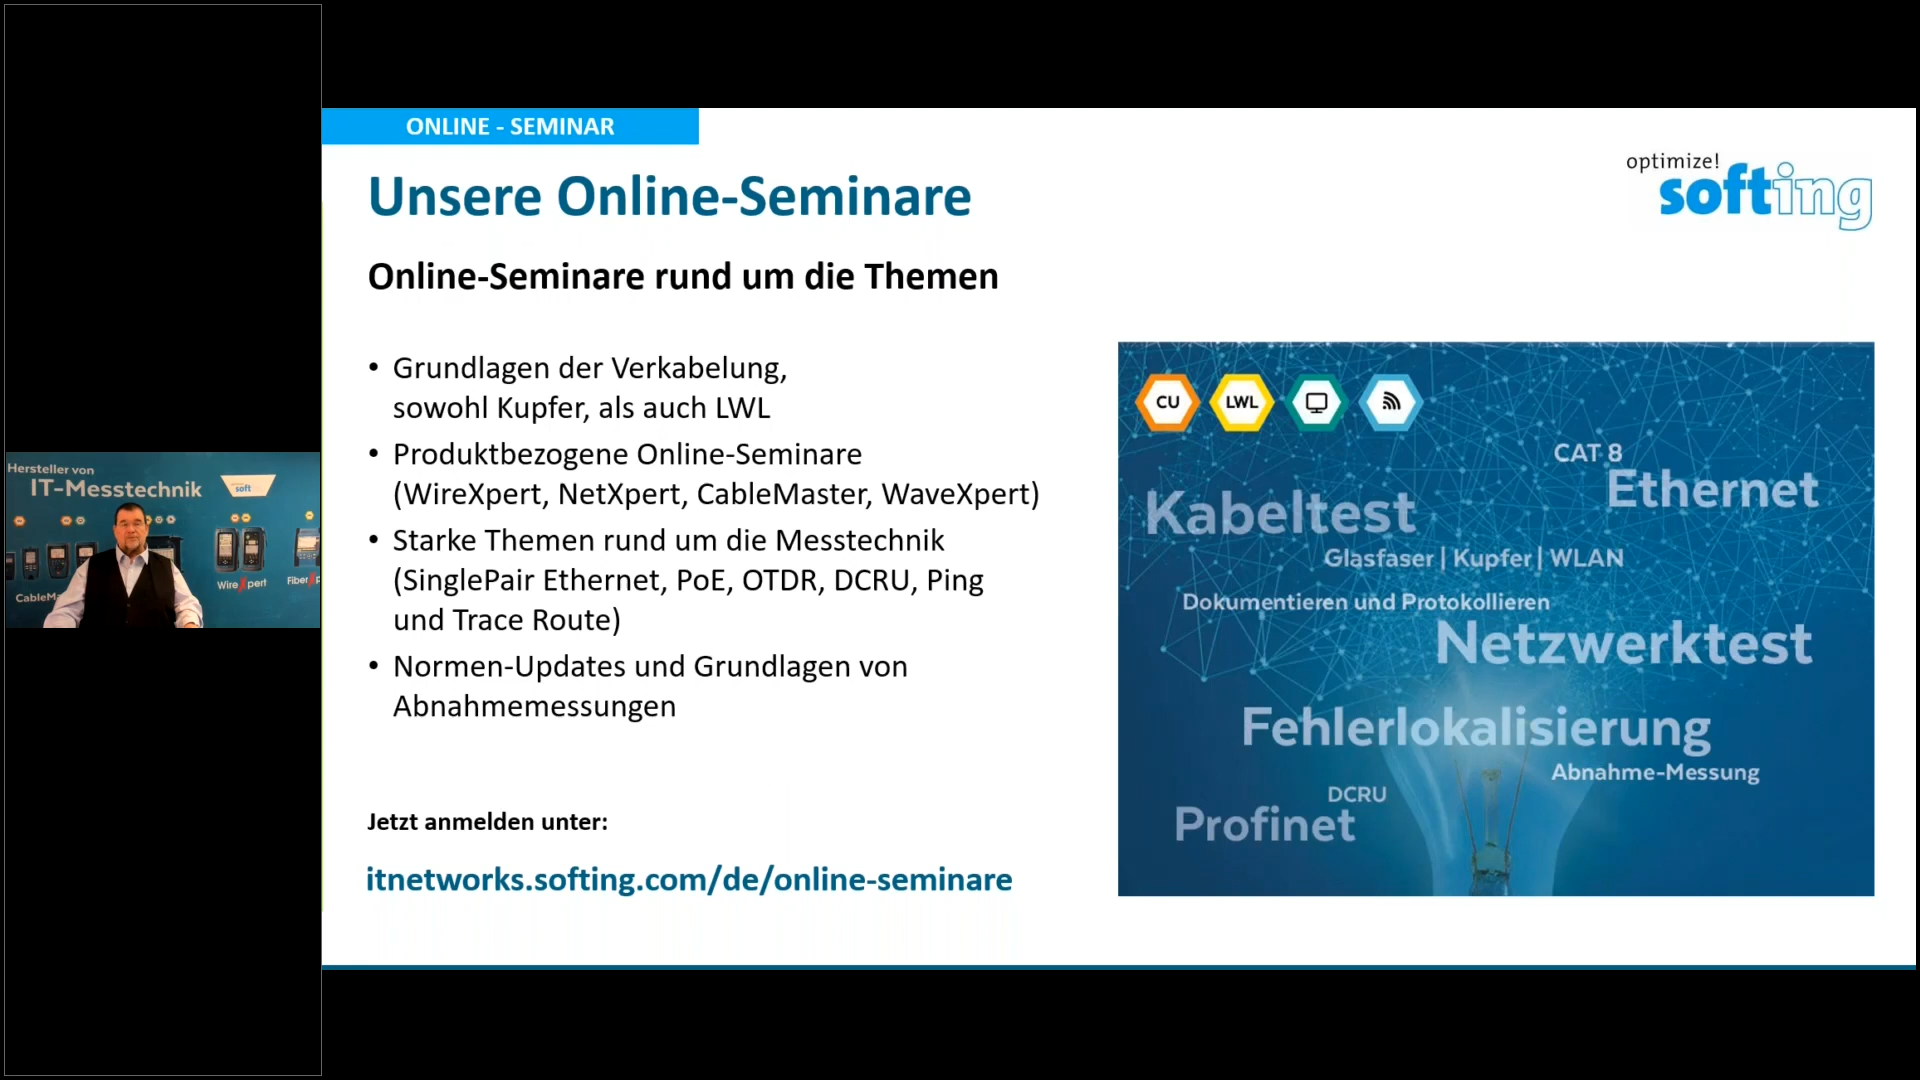 Hersteller von
IT-Messtechnik
soft
WireXpert
ONLINE - SEMINAR
optimize!
softing
Unsere Online-Seminare
Online-Seminare rund um die Themen
• Grundlagen der Verkabelung,
sowohl Kupfer, als auch LWL
• Produktbezogene Online-Seminare
(WireXpert, NetXpert, CableMaster, WaveXpert)
• Starke Themen rund um die Messtechnik
(SinglePair Ethernet, PoE, OTDR, DCRU, Ping
und Trace Route)
• Normen-Updates und Grundlagen von
Abnahmemessungen
Jetzt anmelden unter:
itnetworks.softing.com/de/online-seminare
CU
LWL
CAT 8
Ethernet
Kabeltest
Glasfaser | Kupfer | WLAN
Dokumentieren und Protokollieren
Netzwerktest
Fehlerlokalisierung
Abnahme-Messung
DCRU
Profinet